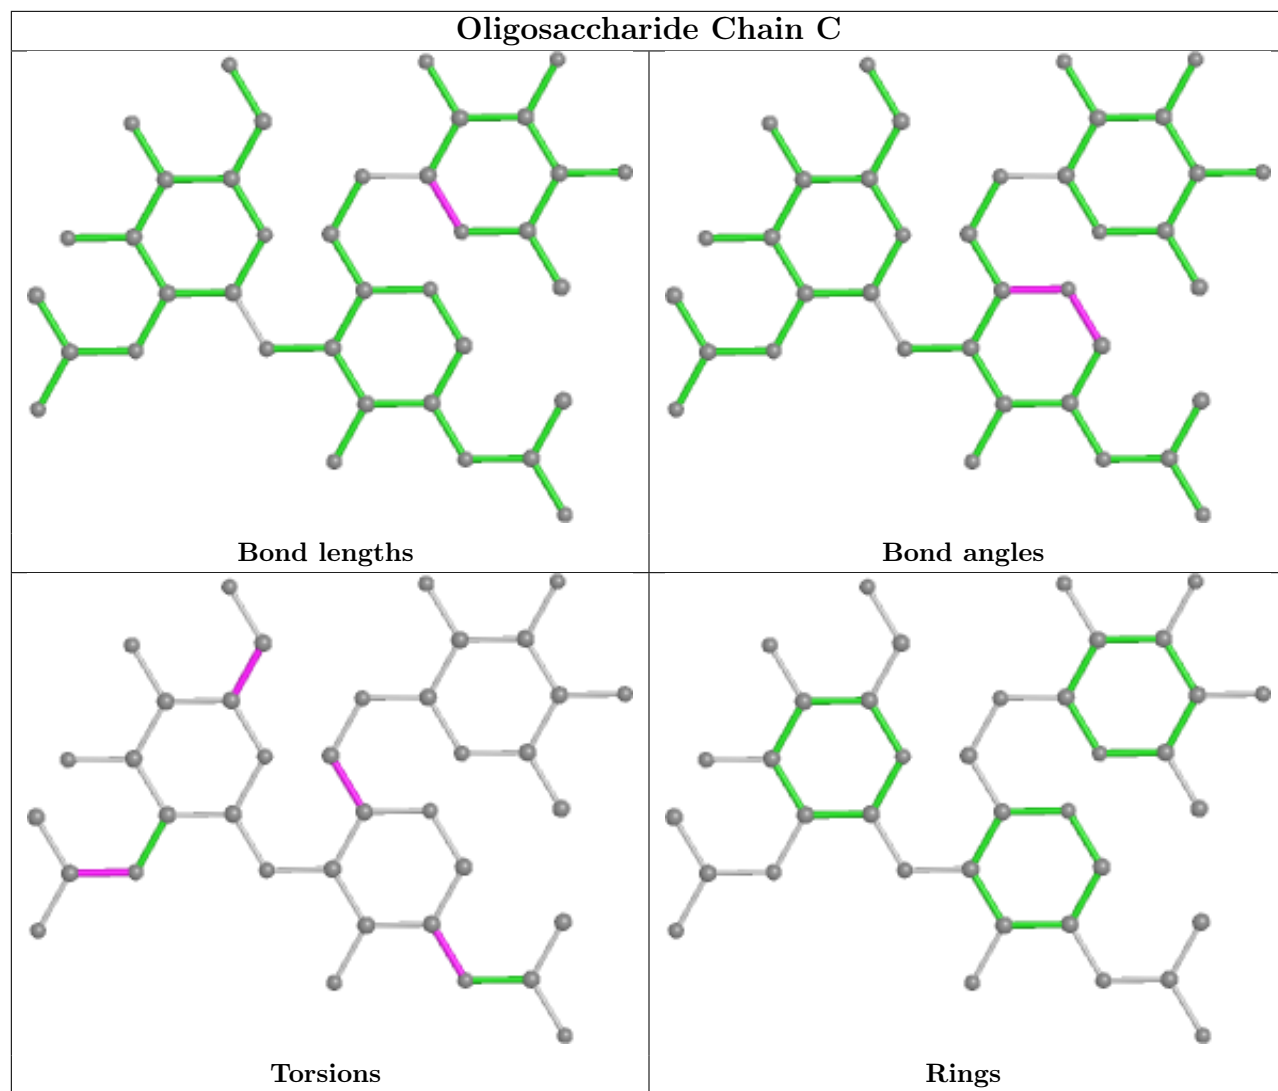 Oligosaccharide Chain C
Bond lengths
Bond angles
Torsions
Rings